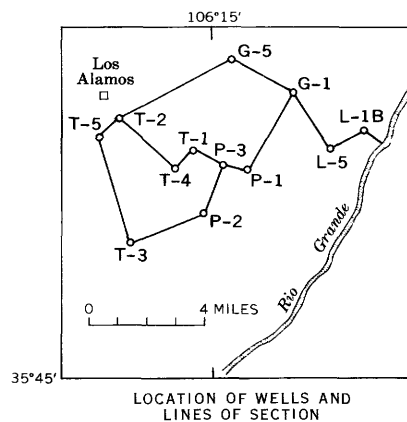 106°15'
G-5
Los
Alamos
G-1
T-2
L-1B
T-5
T-1
P-3
L-5
T-4
P-1
P-2
T-3
Rio Grande
0 4 MILES
35°45'
LOCATION OF WELLS AND
LINES OF SECTION